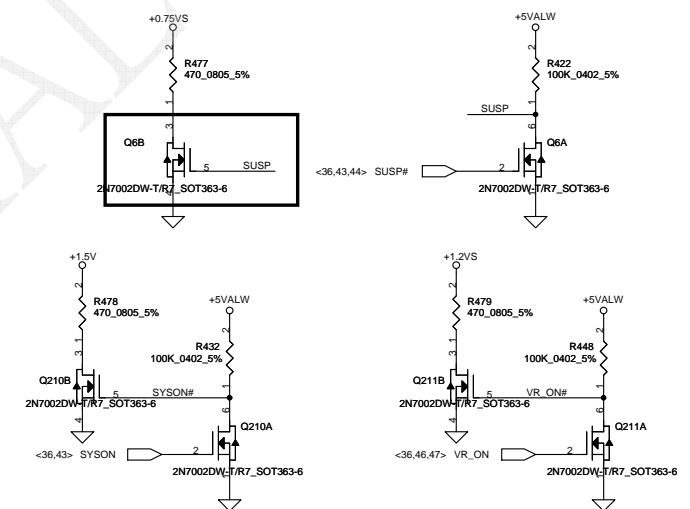 +0.75VS
2
R477
470_0805_5%
1
3
Q6B
5
SUSP
2N7002DW-T/R7_SOT363-6
4
+5VALW
2
R422
100K_0402_5%
1
SUSP
6
Q6A
<36,43,44> SUSP#
2
2N7002DW-T/R7_SOT363-6
1
+1.5V
2
R478
470_0805_5%
1
3
+5VALW
2
R432
100K_0402_5%
1
Q210B
5
SYSON#
2N7002DW-T/R7_SOT363-6
4
6
Q210A
<36,43> SYSON
2
2N7002DW-T/R7_SOT363-6
1
+1.2VS
2
R479
470_0805_5%
1
3
+5VALW
2
R448
100K_0402_5%
1
Q211B
5
VR_ON#
2N7002DW-T/R7_SOT363-6
4
6
Q211A
<36,46,47> VR_ON
2
2N7002DW-T/R7_SOT363-6
1